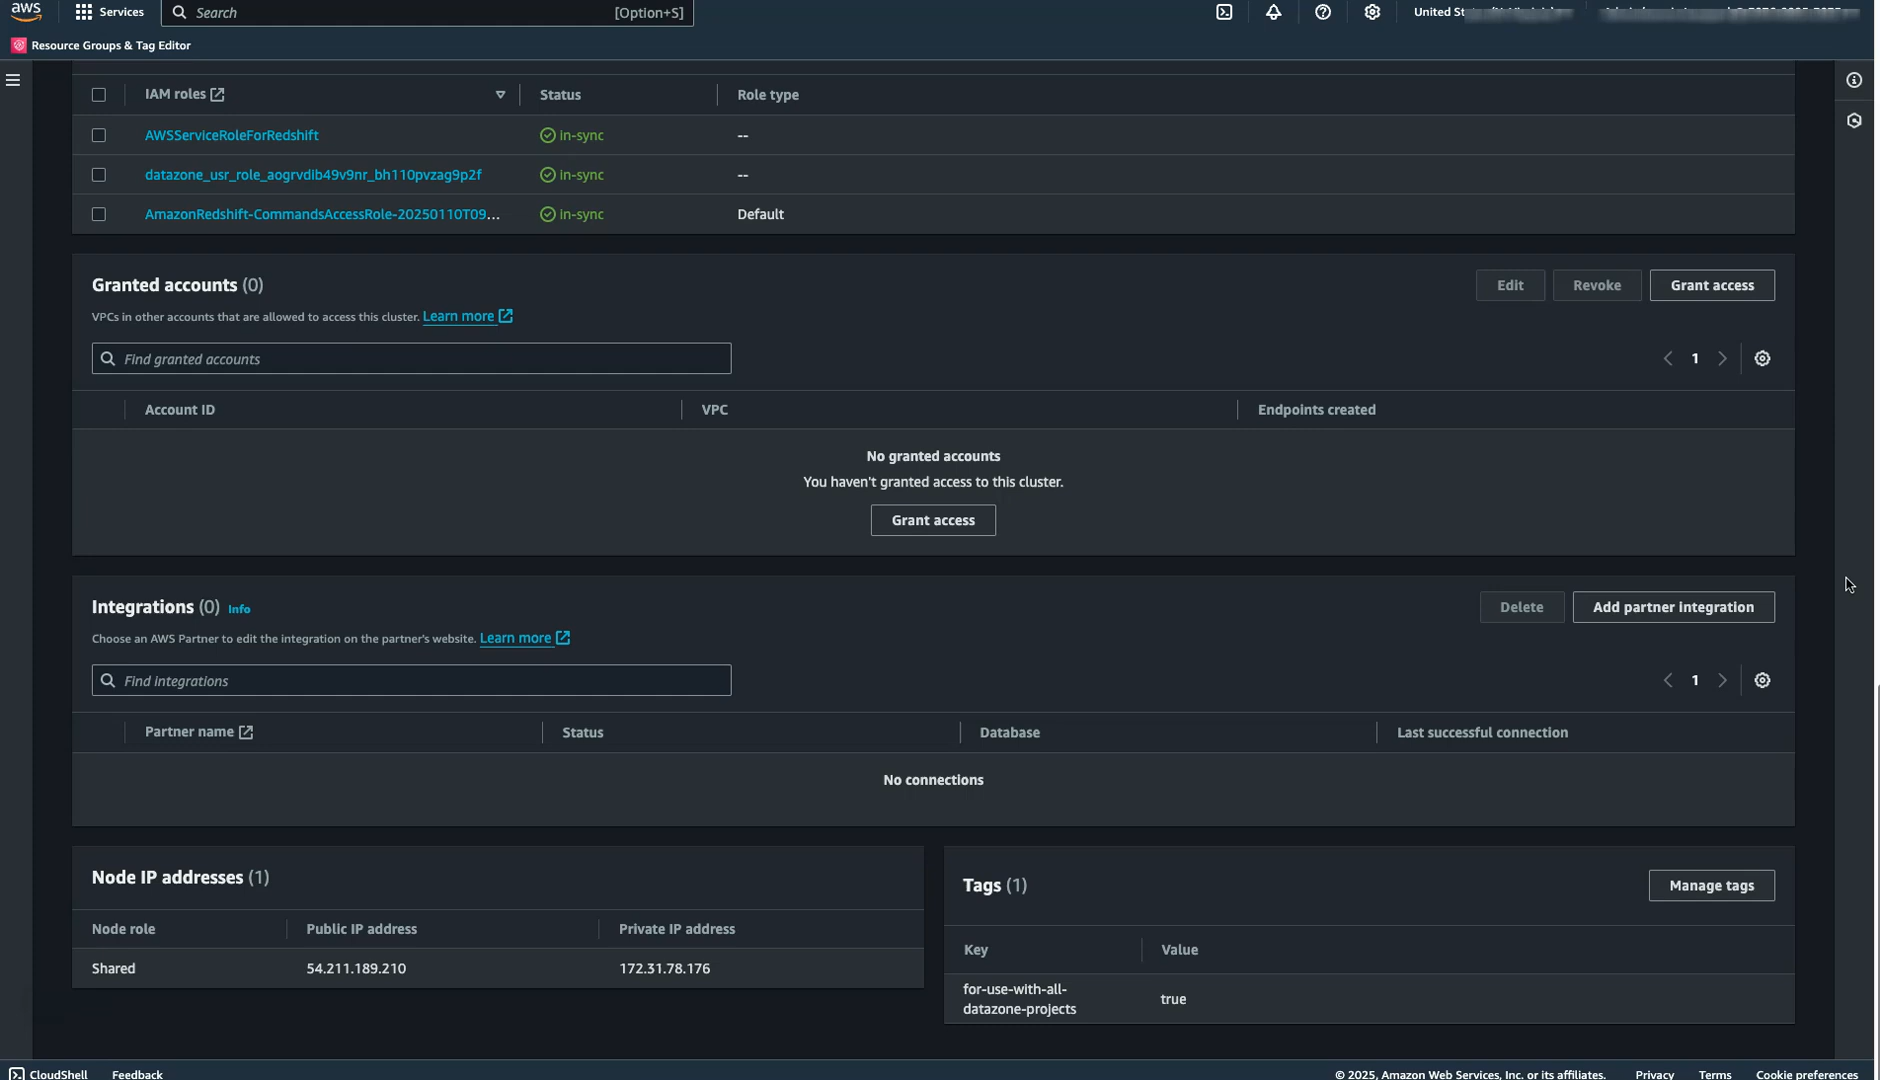 aws
Services
Search
[Option+S]
United
Resource Groups & Tag Editor
IAM roles
Status
Role type
AWSServiceRoleForRedshift
in-sync
--
datazone_usr_role_aogrvdib49v9nr_bh110pvzag9p2f
in-sync
--
AmazonRedshift-CommandsAccessRole-20250110T09...
in-sync
Default
Granted accounts (0)
Edit
Revoke
Grant access
VPCs in other accounts that are allowed to access this cluster. Learn more
Find granted accounts
1
Account ID
VPC
Endpoints created
No granted accounts
You haven't granted access to this cluster.
Grant access
Integrations (0) Info
Delete
Add partner integration
Choose an AWS Partner to edit the integration on the partner's website. Learn more
Find integrations
1
Partner name
Status
Database
Last successful connection
No connections
Node IP addresses (1)
Node role
Public IP address
Private IP address
Shared
54.211.189.210
172.31.78.176
Tags (1)
Manage tags
Key
Value
for-use-with-all-
datazone-projects
true
CloudShell
Feedback
© 2025, Amazon Web Services, Inc. or its affiliates.
Privacy
Terms
Cookie preferences